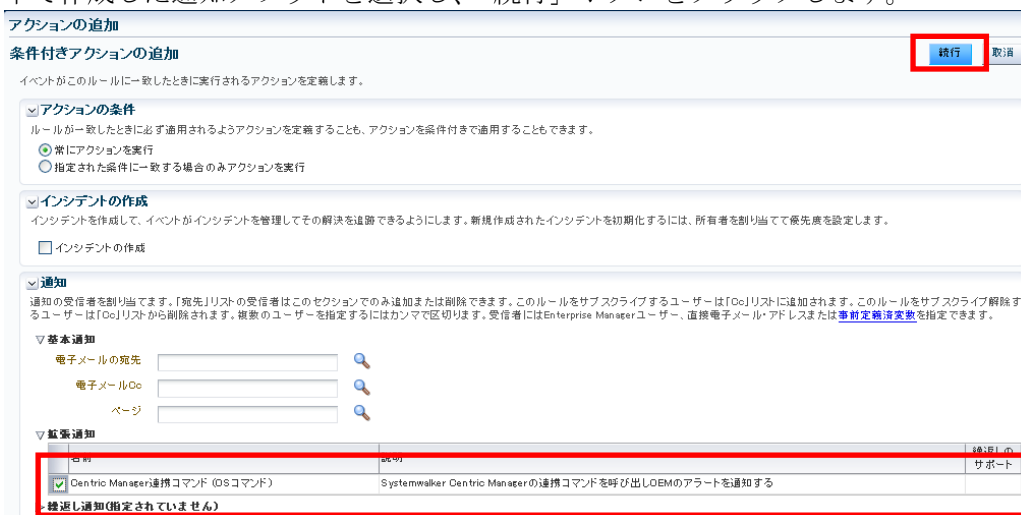 アクションの追加
条件付きアクションの追加
続行
取消
イベントがこのルールに一致したときに実行されるアクションを定義します。
アクションの条件
ルールが一致したときに必ず適用されるようアクションを定義することも、アクションを条件付きで適用することもできます。
常にアクションを実行
指定された条件に一致する場合のみアクションを実行
インシデントの作成
インシデントを作成して、イベントがインシデントを管理してその解決を追跡できるようにします。新規作成されたインシデントを初期化するには、所有者を割り当てて優先度を設定します。
インシデントの作成
通知
通知の受信者を割り当てます。「宛先」リストの受信者はこのセクションでのみ追加または削除できます。このルールをサブスクライブするユーザーは「Cc」リストに追加されます。このルールをサブスクライブ解除す
るユーザーは「Cc」リストから削除されます。複数のユーザーを指定するにはカンマで区切ります。受信者にはEnterprise Managerユーザー、直接電子メール・アドレスまたは事前定義済変数を指定できます。
基本通知
電子メールの宛先
電子メールCc
ページ
拡張通知
サポート
Centric Manager連携コマンド (OSコマンド)
Systemwalker Centric Managerの連携コマンドを呼び出しOEMのアラートを通知する
繰返し通知(指定されていません)